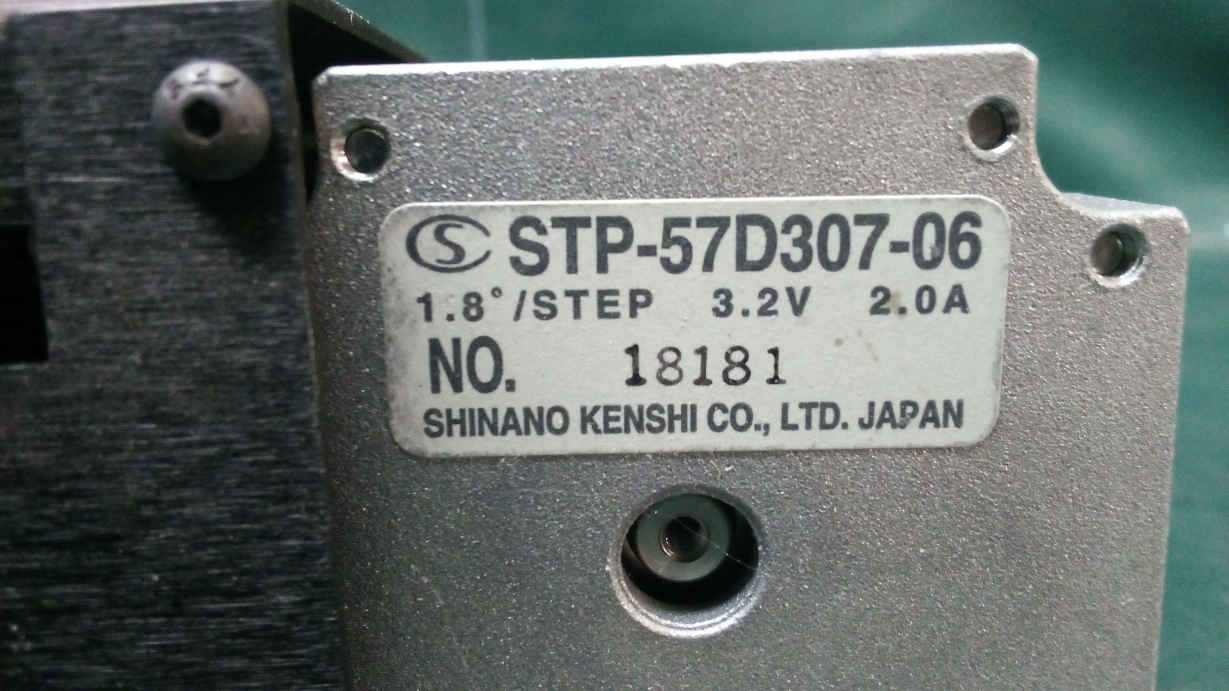 S STP-57D307-06
1.8°/STEP 3.2V 2.0A
NO. 18181
SHINANO KENSHI CO., LTD. JAPAN